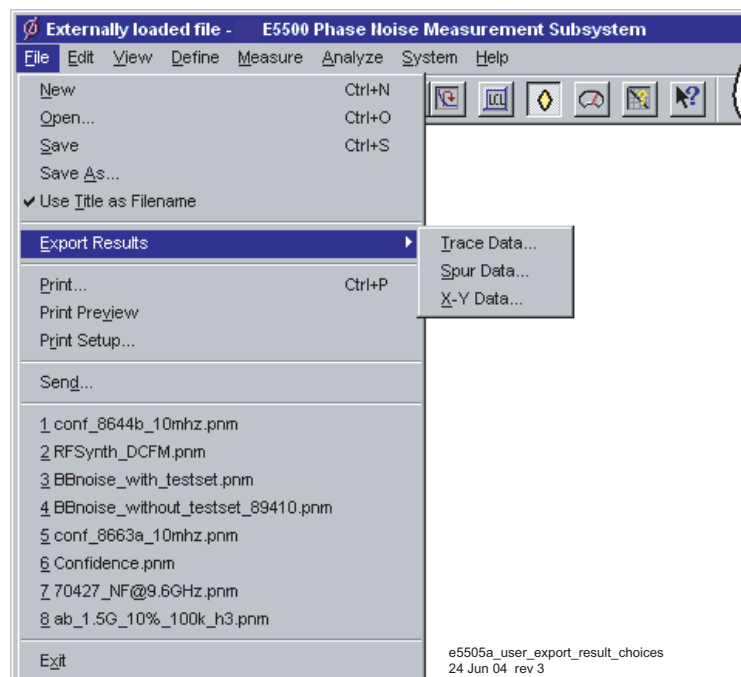 Externally loaded file - E5500 Phase Noise Measurement Subsystem
File Edit View Define Measure Analyze System Help
New Ctrl+N
Open... Ctrl+O
Save Ctrl+S
Save As...
Use Title as Filename
Export Results
Trace Data...
Spur Data...
X-Y Data...
Print... Ctrl+P
Print Preview
Print Setup...
Send...
1 conf_8644b_10mhz.pnm
2 RFSynth_DCFM.pnm
3 BBnoise_with_testset.pnm
4 BBnoise_without_testset_89410.pnm
5 conf_8663a_10mhz.pnm
6 Confidence.pnm
7 70427_NF@9.6GHz.pnm
8 ab_1.5G_10%_100k_h3.pnm
Exit
LCL
e5505a_user_export_result_choices
24 Jun 04 rev 3